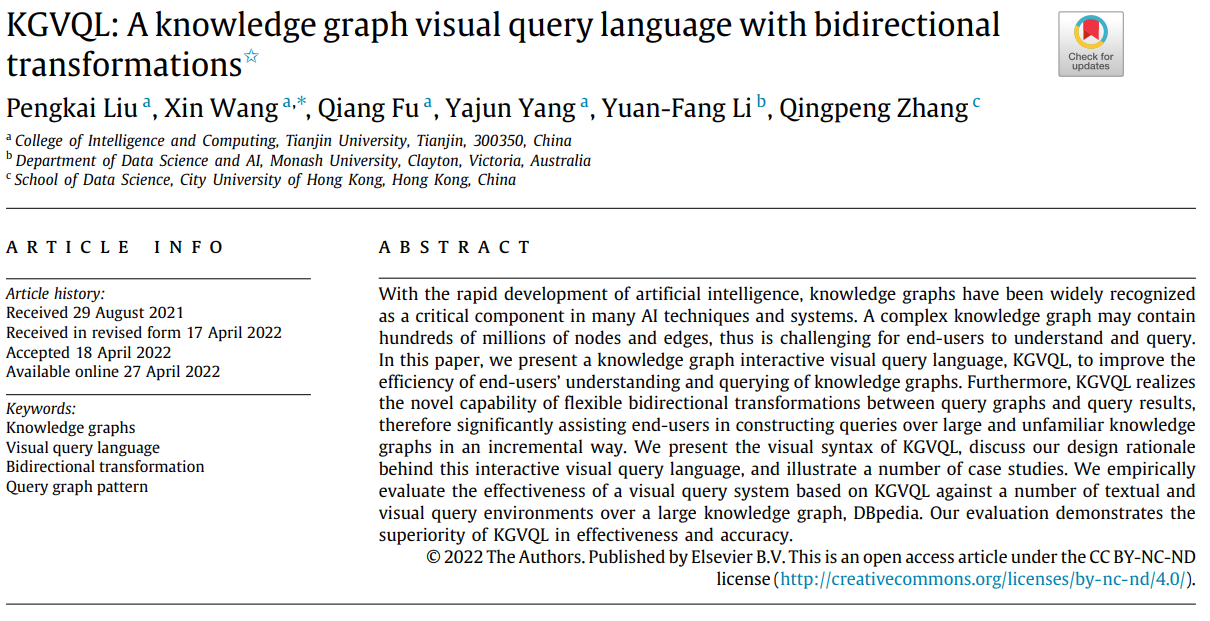 KGVQL: A knowledge graph visual query language with bidirectional
transformations☆
Check for
updates
Pengkai Liu a, Xin Wang a,*, Qiang Fu a, Yajun Yang a, Yuan-Fang Li b, Qingpeng Zhang c
a College of Intelligence and Computing, Tianjin University, Tianjin, 300350, China
b Department of Data Science and AI, Monash University, Clayton, Victoria, Australia
c School of Data Science, City University of Hong Kong, Hong Kong, China
ARTICLE INFO
Article history:
Received 29 August 2021
Received in revised form 17 April 2022
Accepted 18 April 2022
Available online 27 April 2022
Keywords:
Knowledge graphs
Visual query language
Bidirectional transformation
Query graph pattern
ABSTRACT
With the rapid development of artificial intelligence, knowledge graphs have been widely recognized
as a critical component in many AI techniques and systems. A complex knowledge graph may contain
hundreds of millions of nodes and edges, thus is challenging for end-users to understand and query.
In this paper, we present a knowledge graph interactive visual query language, KGVQL, to improve the
efficiency of end-users' understanding and querying of knowledge graphs. Furthermore, KGVQL realizes
the novel capability of flexible bidirectional transformations between query graphs and query results,
therefore significantly assisting end-users in constructing queries over large and unfamiliar knowledge
graphs in an incremental way. We present the visual syntax of KGVQL, discuss our design rationale
behind this interactive visual query language, and illustrate a number of case studies. We empirically
evaluate the effectiveness of a visual query system based on KGVQL against a number of textual and
visual query environments over a large knowledge graph, DBpedia. Our evaluation demonstrates the
superiority of KGVQL in effectiveness and accuracy.
© 2022 The Authors. Published by Elsevier B.V. This is an open access article under the CC BY-NC-ND
license (http://creativecommons.org/licenses/by-nc-nd/4.0/).